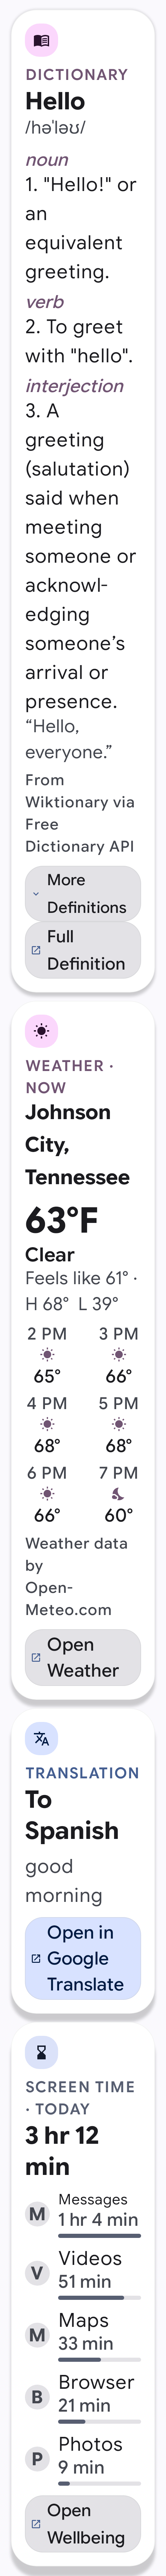 DICTIONARY
Hello
/həˈləʊ/
noun
1. "Hello!" or
an
equivalent
greeting.
verb
2. To greet
with "hello".
interjection
3. A
greeting
(salutation)
said when
meeting
someone or
acknowl-
edging
someone’s
arrival or
presence.
“Hello,
everyone.”
From
Wiktionary via
Free
Dictionary API
More
Definitions
Full
Definition
WEATHER ·
NOW
Johnson
City,
Tennessee
63°F
Clear
Feels like 61° ·
H 68° L 39°
2 PM 3 PM
65° 66°
4 PM 5 PM
68° 68°
6 PM 7 PM
66° 60°
Weather data
by
Open-
Meteo.com
Open
Weather
TRANSLATION
To
Spanish
good
morning
Open in
Google
Translate
SCREEN TIME
· TODAY
3 hr 12
min
M
Messages
1 hr 4 min
V
Videos
51 min
M
Maps
33 min
B
Browser
21 min
P
Photos
9 min
Open
Wellbeing